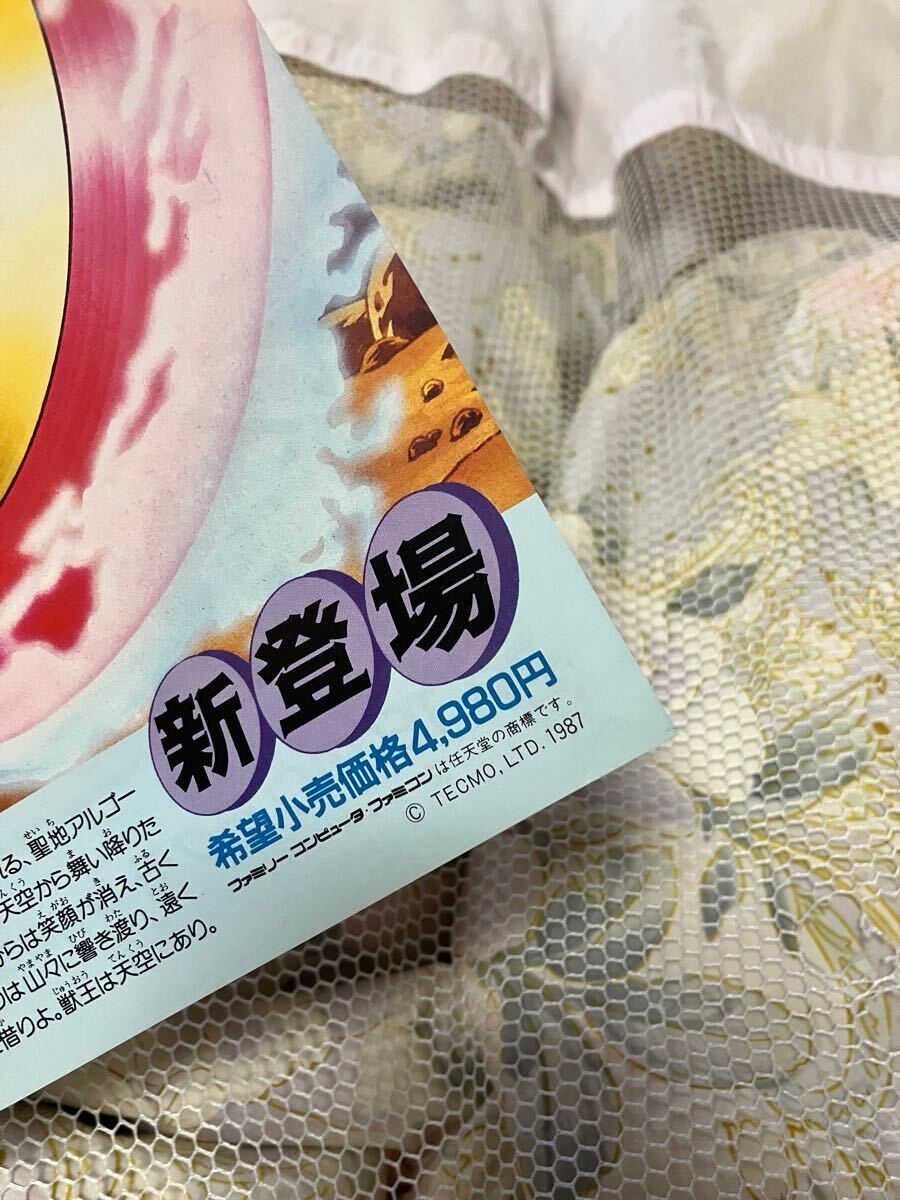 新登場
希望小売価格4,980円
ファミリー コンピュータ・ファミコンは任天堂の商標です。
© TECMO, LTD. 1987
れる、聖地アルゴー
天空から舞い降りた
からは笑顔が消え、古く
は山々に響き渡り、遠く
借りよ。獣王は天空にあり。